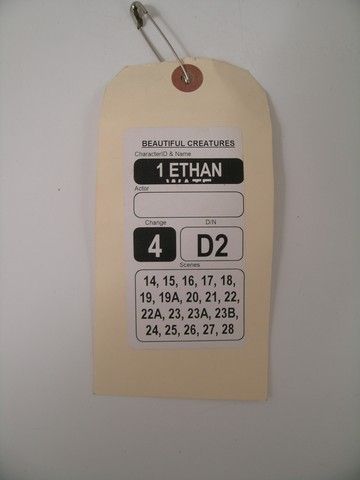 BEAUTIFUL CREATURES
CharacterID & Name
1 ETHAN
Actor
Change D/N
4 D2
Scenes
14, 15, 16, 17, 18,
19, 19A, 20, 21, 22,
22A, 23, 23A, 23B,
24, 25, 26, 27, 28